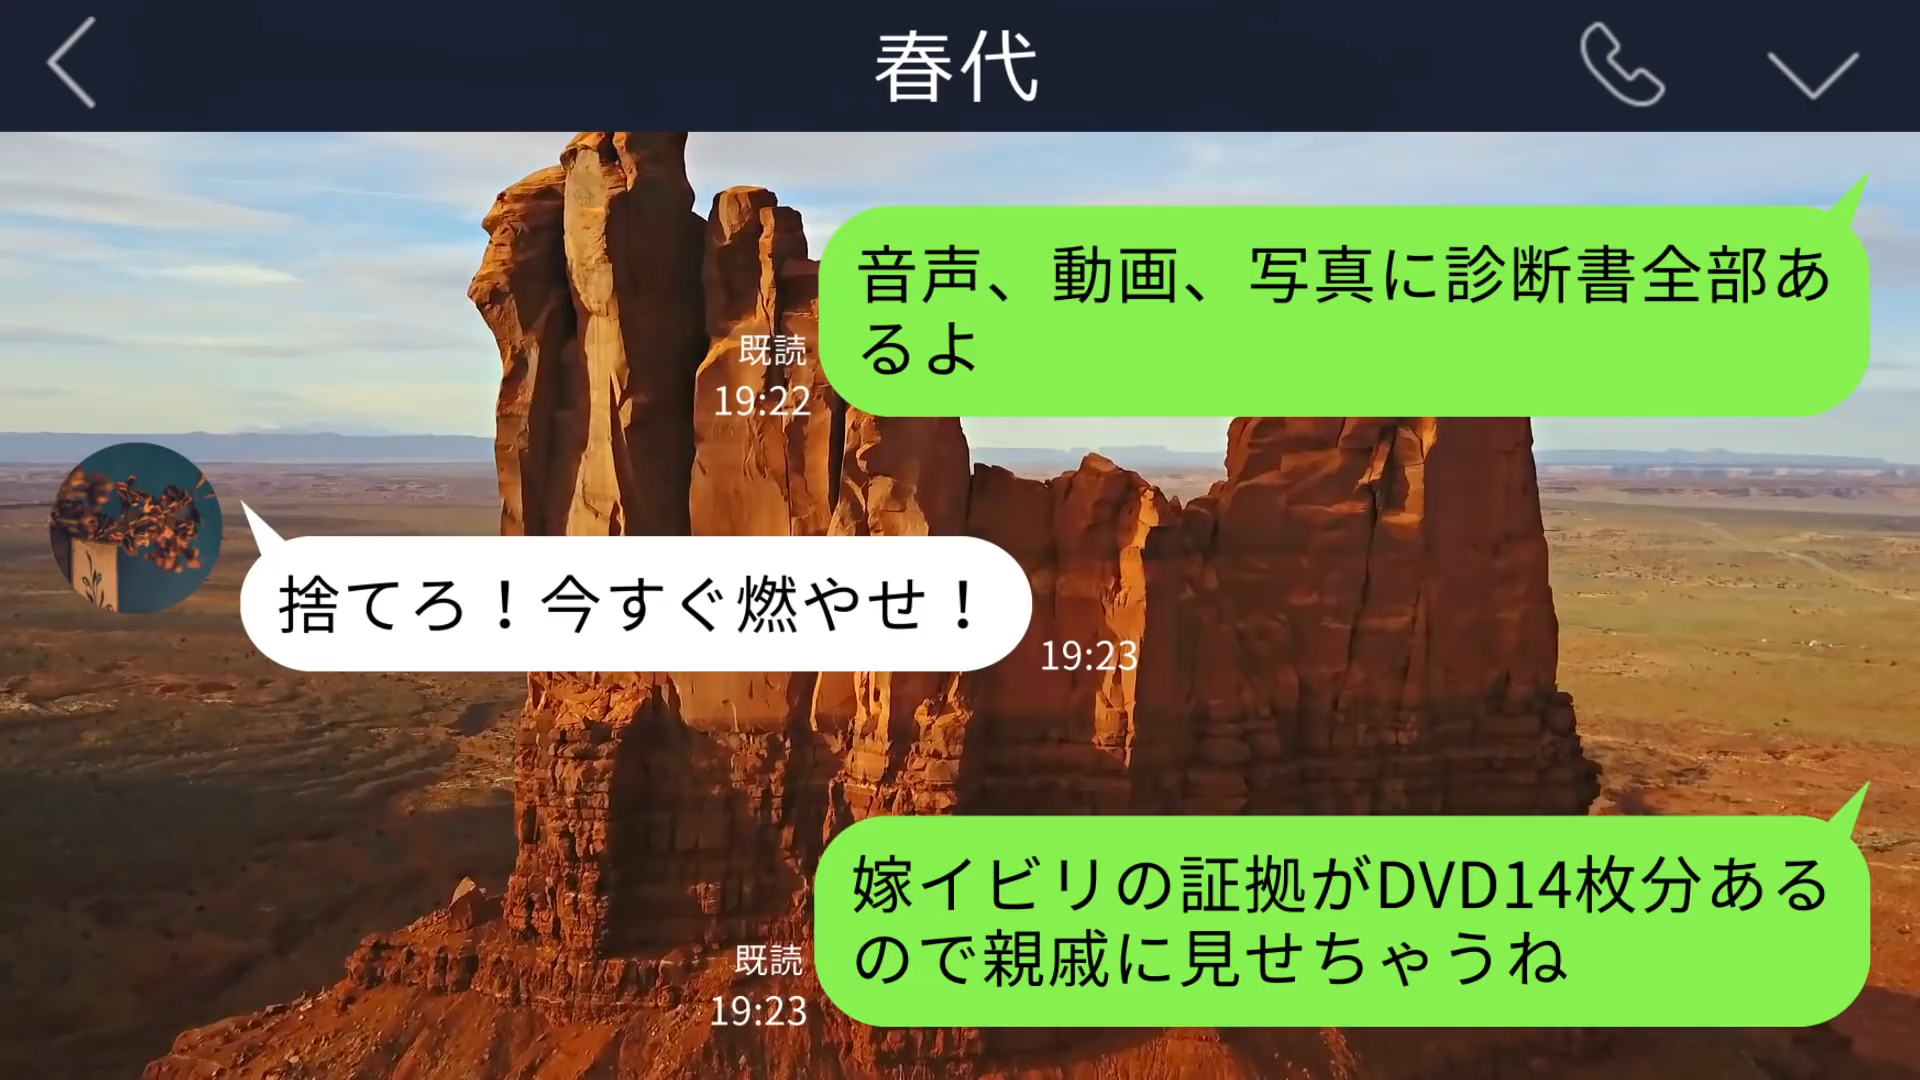 春代
音声、動画、写真に診断書全部あ
るよ
既読
19:22
捨てろ！今すぐ燃やせ！
19:23
嫁イビリの証拠がDVD14枚分ある
ので親戚に見せちゃうね
既読
19:23